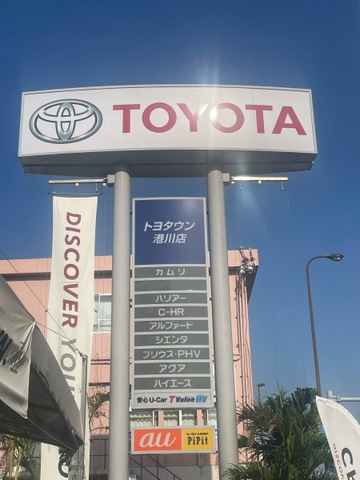 TOYOTA
トヨタウン
港川店
カムリ
ハリアー
C-HR
アルファード
シエンタ
プリウス・PHV
アクア
ハイエース
安心U-Car T Value HV
au
PiPit
DISCOVER YOU